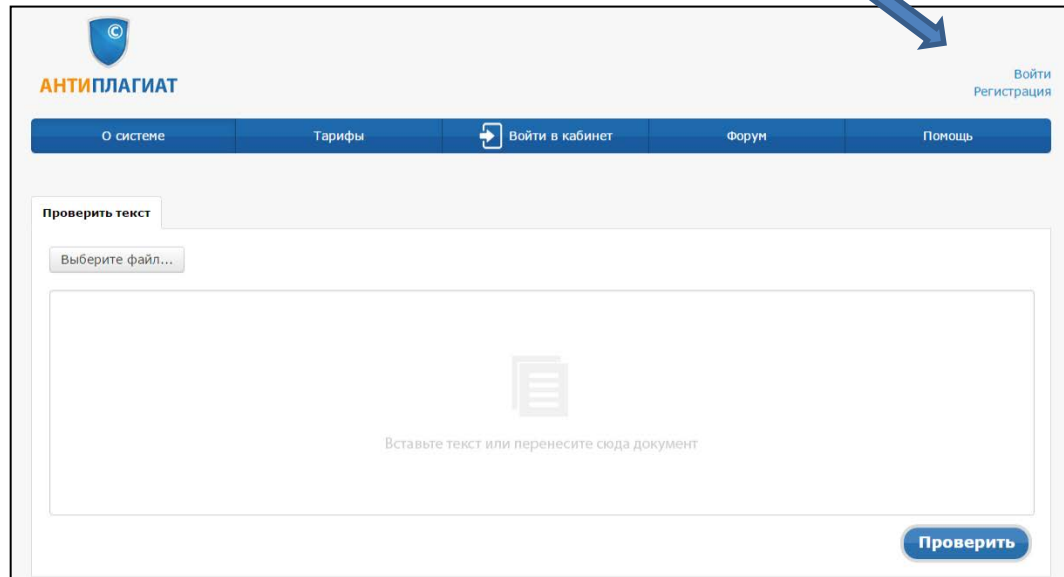 ©
АНТИПЛАГИАТ
Войти
Регистрация
О системе Тарифы Войти в кабинет Форум Помощь
Проверить текст
Выберите файл...
Вставьте текст или перенесите сюда документ
Проверить